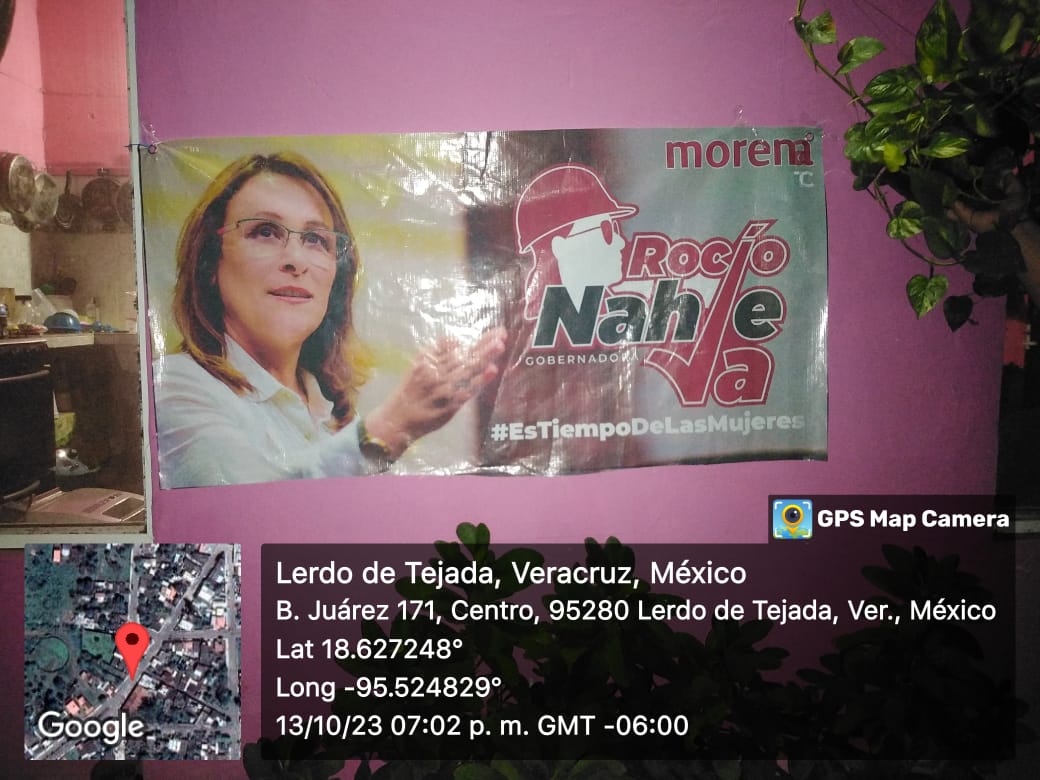 morena
°C
Rocío
Nahle
GOBERNADORA
Va
#EsTiempoDeLasMujeres
GPS Map Camera
Lerdo de Tejada, Veracruz, México
B. Juárez 171, Centro, 95280 Lerdo de Tejada, Ver., México
Lat 18.627248°
Long -95.524829°
13/10/23 07:02 p. m. GMT -06:00
Google